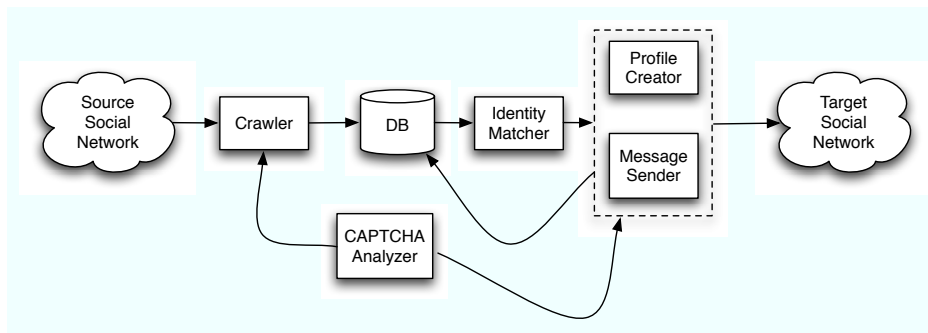 Source
Social
Network
Crawler
DB
Identity
Matcher
Profile
Creator
Message
Sender
Target
Social
Network
CAPTCHA
Analyzer